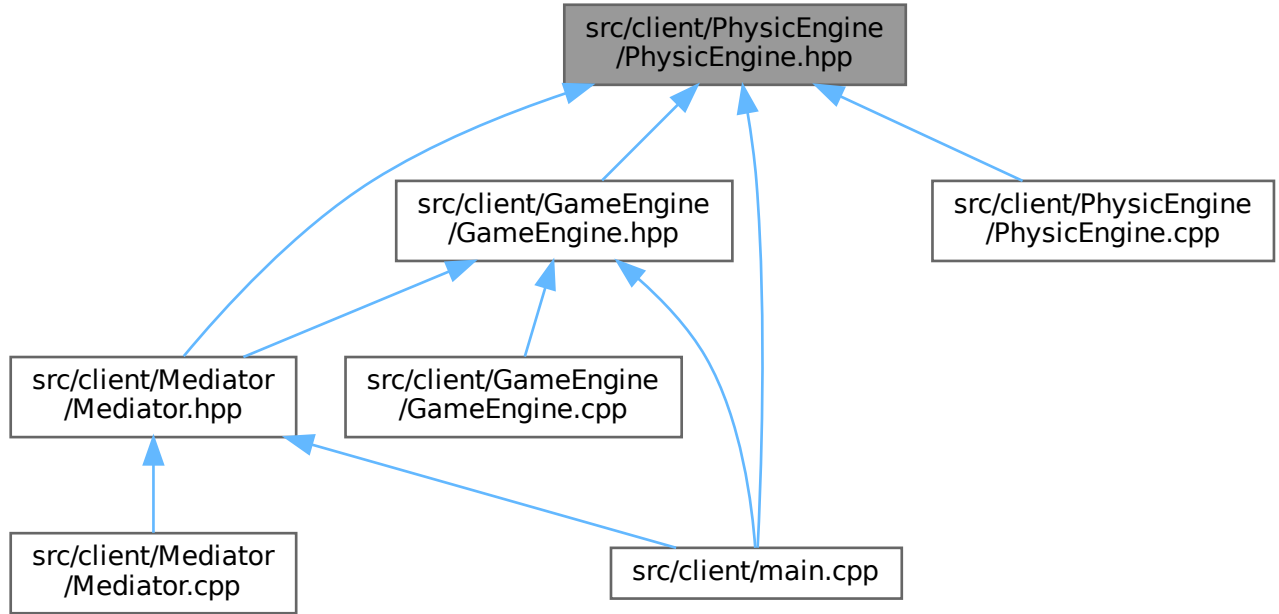 src/client/PhysicEngine
/PhysicEngine.hpp
src/client/GameEngine
/GameEngine.hpp
src/client/PhysicEngine
/PhysicEngine.cpp
src/client/Mediator
/Mediator.hpp
src/client/GameEngine
/GameEngine.cpp
src/client/Mediator
/Mediator.cpp
src/client/main.cpp